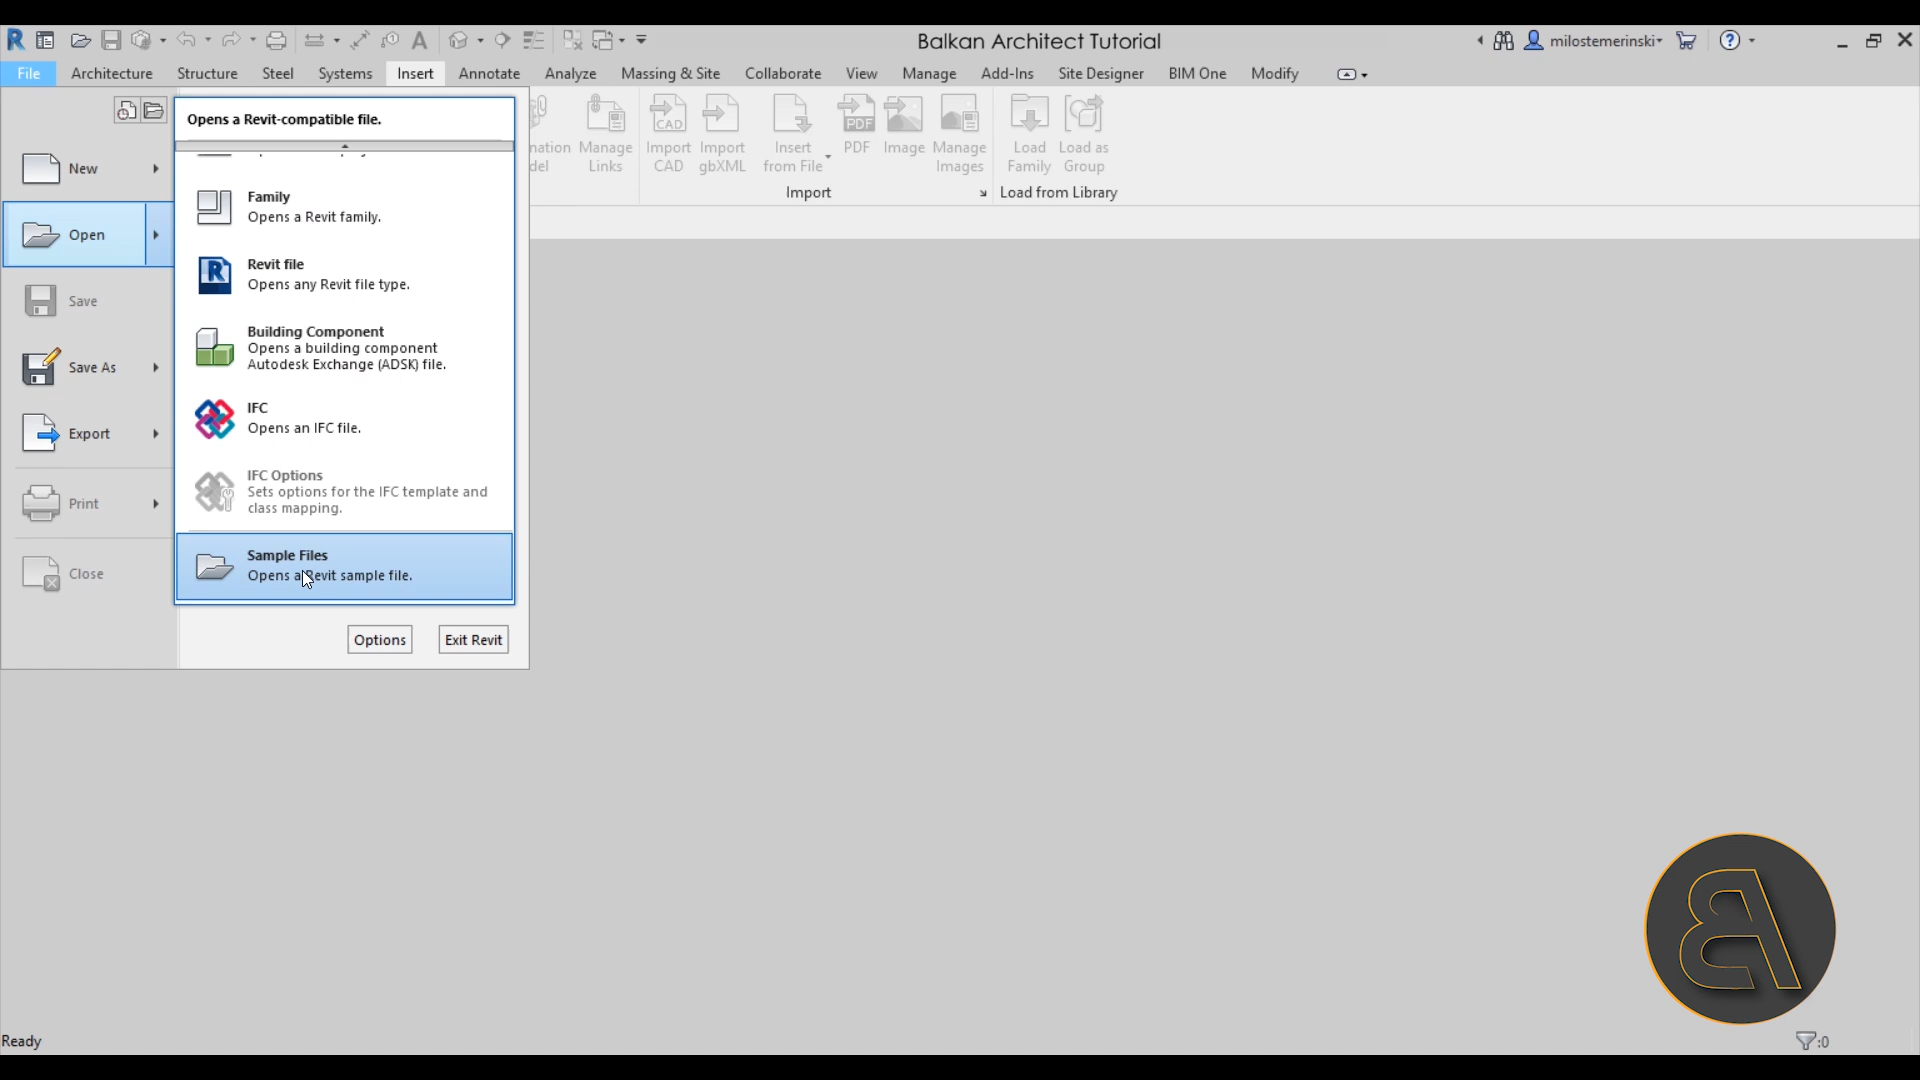 Balkan Architect Tutorial
milostemerinski
File Architecture Structure Steel Systems Insert Annotate Analyze Massing & Site Collaborate View Manage Add-Ins Site Designer BIM One Modify
Opens a Revit-compatible file.
New
Open
Save
Save As
Export
Print
Close
Family
Opens a Revit family.
Revit file
Opens any Revit file type.
Building Component
Opens a building component
Autodesk Exchange (ADSK) file.
IFC
Opens an IFC file.
IFC Options
Sets options for the IFC template and
class mapping.
Sample Files
Opens a Revit sample file.
Options Exit Revit
Manage
Links
Import
CAD
Import
gbXML
Insert
from File
PDF
Image
Manage
Images
Load
Family
Load as
Group
Import
Load from Library
Ready
:0